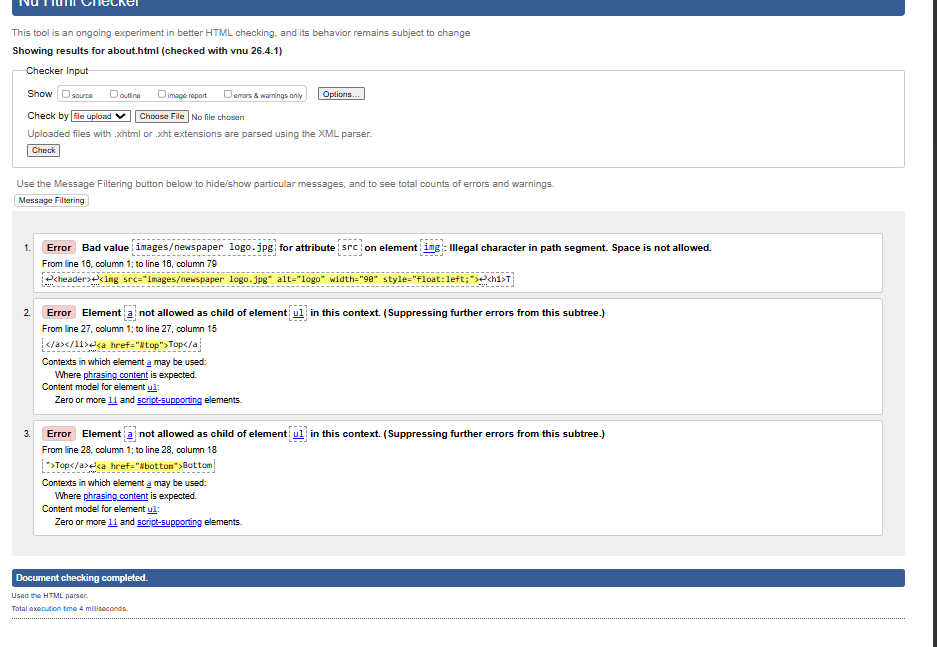 Nu Html Checker
This tool is an ongoing experiment in better HTML checking, and its behavior remains subject to change
Showing results for about.html (checked with vnu 26.4.1)
Checker Input
Show source outline image report errors & warnings only Options...
Check by file upload Choose File No file chosen
Uploaded files with .xhtml or .xht extensions are parsed using the XML parser.
Check
Use the Message Filtering button below to hide/show particular messages, and to see total counts of errors and warnings.
Message Filtering
1. Error Bad value images/newspaper logo.jpg for attribute src on element img: Illegal character in path segment. Space is not allowed.
From line 16, column 1; to line 16, column 79
↩<header>↩<img src="images/newspaper logo.jpg" alt="logo" width="90" style="float:left;">↩<h1>T
2. Error Element a not allowed as child of element ul in this context. (Suppressing further errors from this subtree.)
From line 27, column 1; to line 27, column 15
</a></li>↩<a href="#top">Top</a
Contexts in which element a may be used:
Where phrasing content is expected.
Content model for element ul:
Zero or more li and script-supporting elements.
3. Error Element a not allowed as child of element ul in this context. (Suppressing further errors from this subtree.)
From line 28, column 1; to line 28, column 18
">Top</a>↩<a href="#bottom">Bottom
Contexts in which element a may be used:
Where phrasing content is expected.
Content model for element ul:
Zero or more li and script-supporting elements.
Document checking completed.
Used the HTML parser.
Total execution time 4 milliseconds.